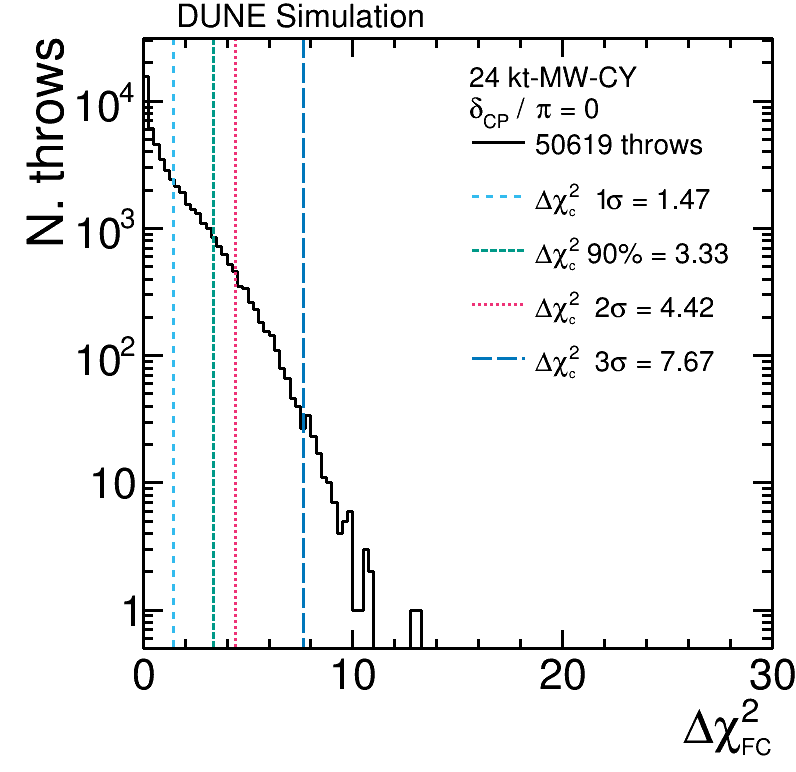 DUNE Simulation
N. throws
10⁴
10³
10²
10
1
24 kt-MW-CY
δCP / π = 0
50619 throws
Δχ²c 1σ = 1.47
Δχ²c 90% = 3.33
Δχ²c 2σ = 4.42
Δχ²c 3σ = 7.67
0 10 20 30
Δχ²FC